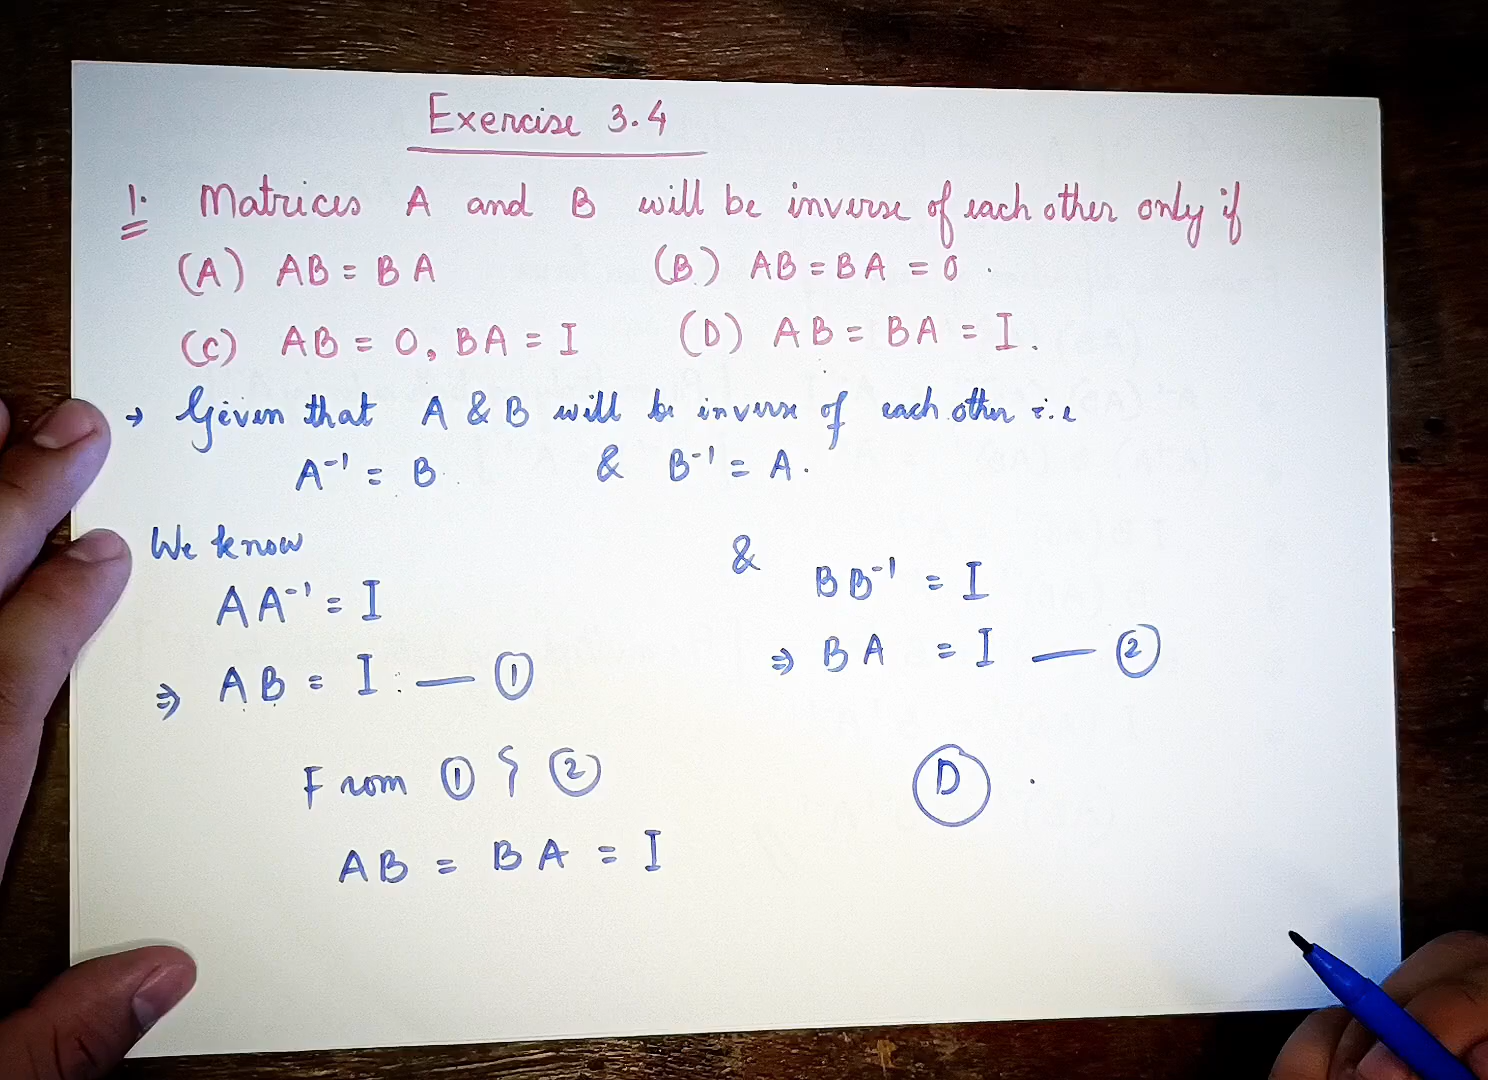 Exercise 3.4
1. Matrices A and B will be inverse of each other only if
(A) AB = BA (B) AB = BA = 0
(C) AB = 0, BA = I (D) AB = BA = I.
→ Given that A & B will be inverse of each other i.e
A⁻¹ = B & B⁻¹ = A.
We know &
AA⁻¹ = I BB⁻¹ = I
⇒ AB = I — ① ⇒ BA = I — ②
From ① & ② D
AB = BA = I